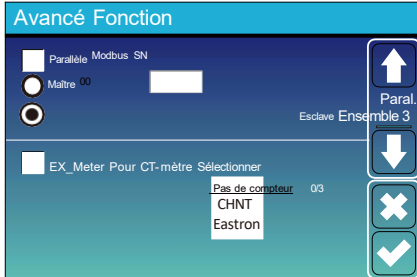 Avancé Fonction
Parallèle Modbus SN
Maître 00
Paral.
Esclave Ensemble 3
EX_Meter Pour CT-mètre Sélectionner
Pas de compteur 0/3
CHNT
Eastron